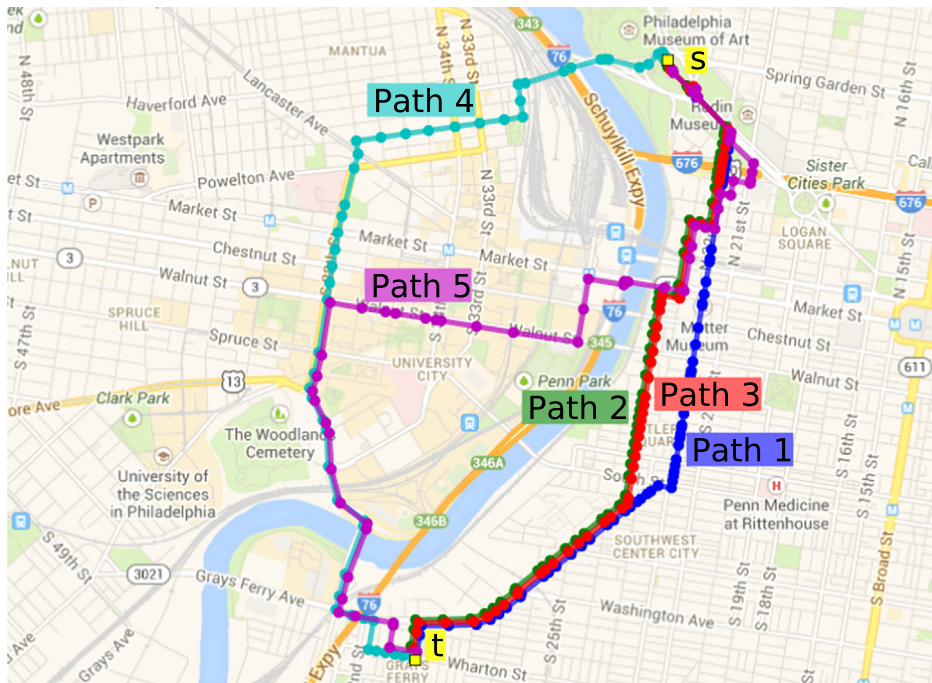 Philadelphia
Museum of Art
s
343
76
MANTUA
N 48th St
N 34th St
N 33rd St
Lancaster Ave
Haverford Ave
Path 4
Spring Garden St
N 16th St
Schuylkill Expy
Rodin
Museum
Westpark
Apartments
P
Powelton Ave
676
Sister
Cities Park
676
Market St
N 33rd St
N 21st St
LOGAN
SQUARE
Chestnut St
Market St
Market St
3
3
Walnut St
Path 5
N 15th St
SPRUCE
HILL
Walnut St
76
345
Spruce St
Mutter
Museum
Chestnut St
S 47th St
UNIVERSITY
CITY
611
13
Penn Park
Walnut St
Clark Park
Path 2
Path 3
The Woodlands
Cemetery
Path 1
346A
South St
S 16th St
S 15th St
University of
the Sciences
in Philadelphia
H
Penn Medicine
at Rittenhouse
346B
SOUTHWEST
CENTER CITY
S 49th St
3021
Grays Ferry Ave
S Broad St
76
Washington Ave
S 19th St
S 18th St
S 25th St
Grays Ave
t
Expy
GRAYS
FERRY
Wharton St